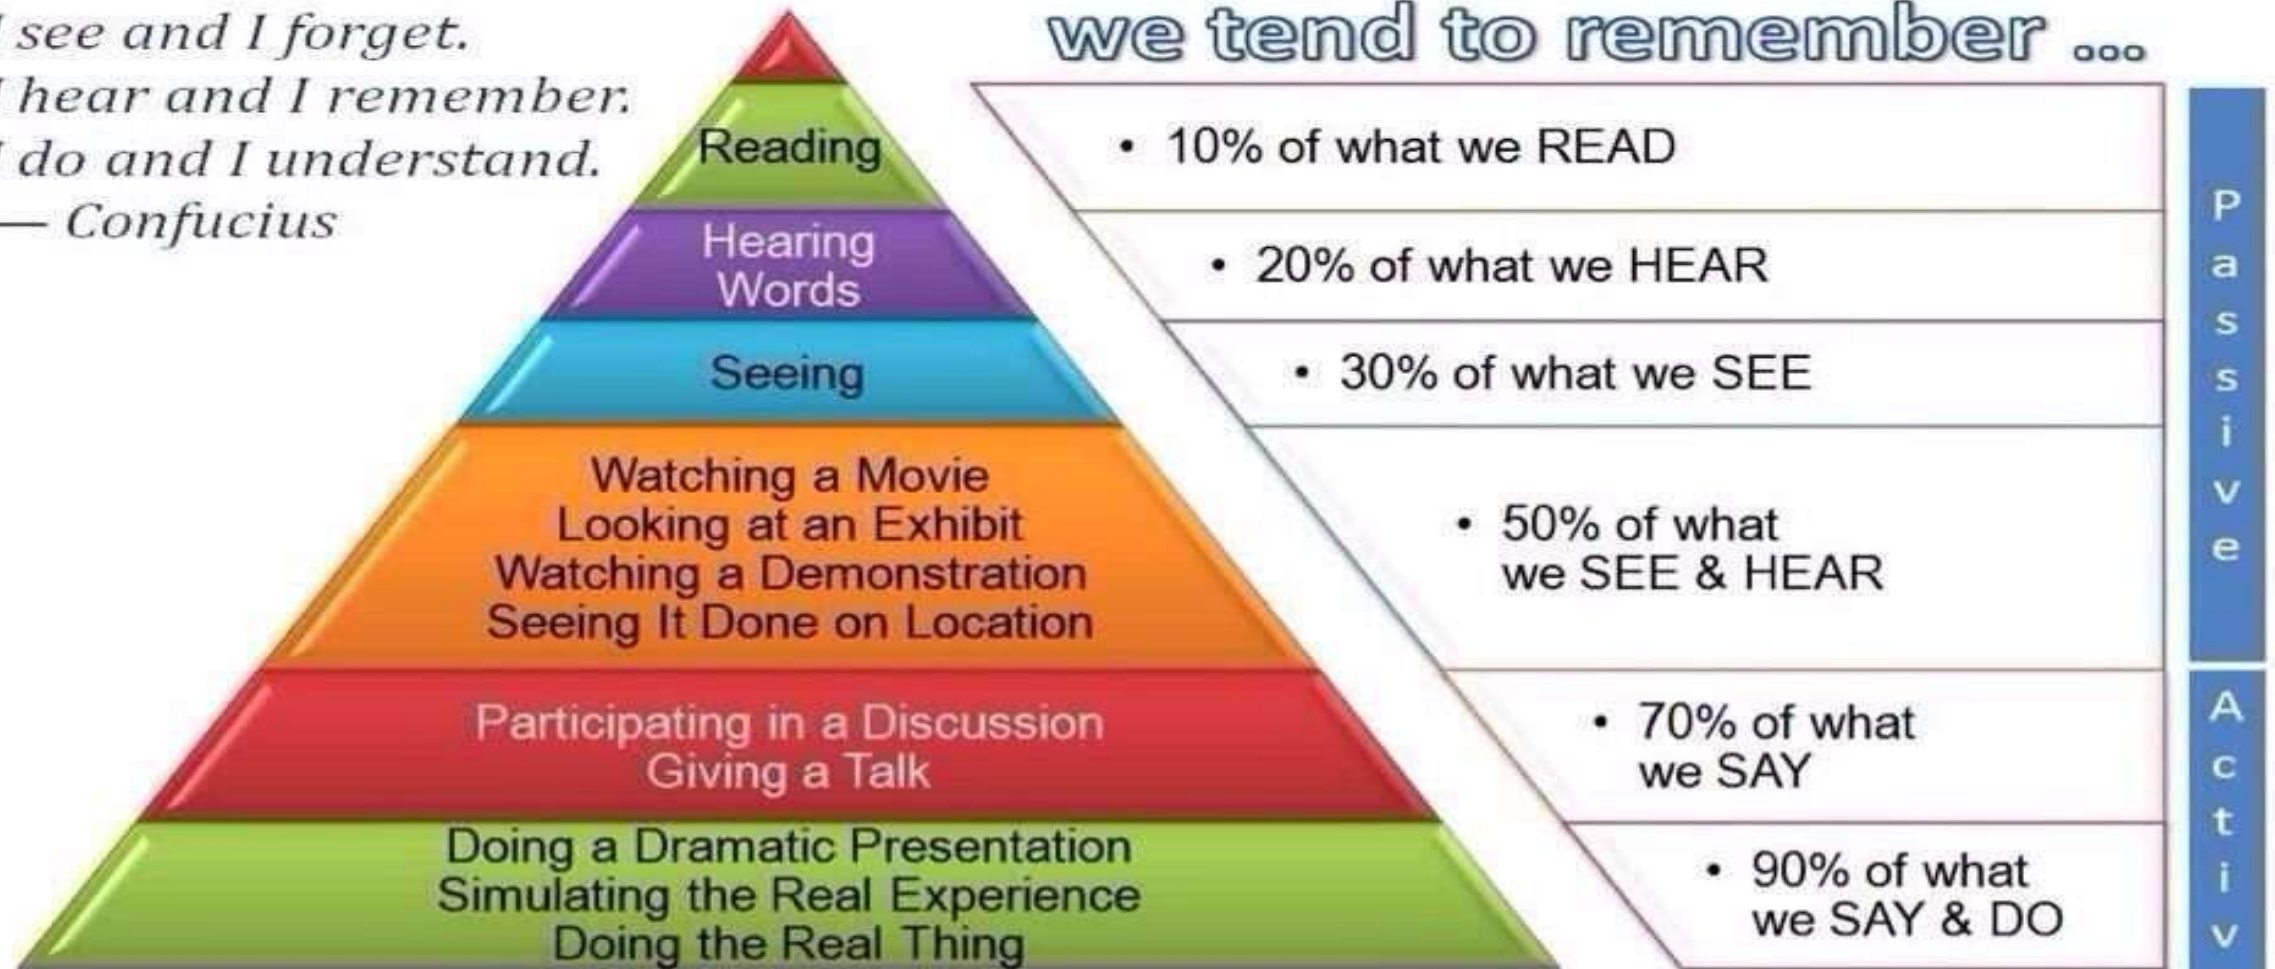 I see and I forget.
I hear and I remember.
I do and I understand.
— Confucius
we tend to remember ...
Reading
• 10% of what we READ
Hearing
Words
• 20% of what we HEAR
Seeing
• 30% of what we SEE
Watching a Movie
Looking at an Exhibit
Watching a Demonstration
Seeing It Done on Location
• 50% of what
we SEE & HEAR
Participating in a Discussion
Giving a Talk
• 70% of what
we SAY
Doing a Dramatic Presentation
Simulating the Real Experience
Doing the Real Thing
• 90% of what
we SAY & DO
Passive
Activ